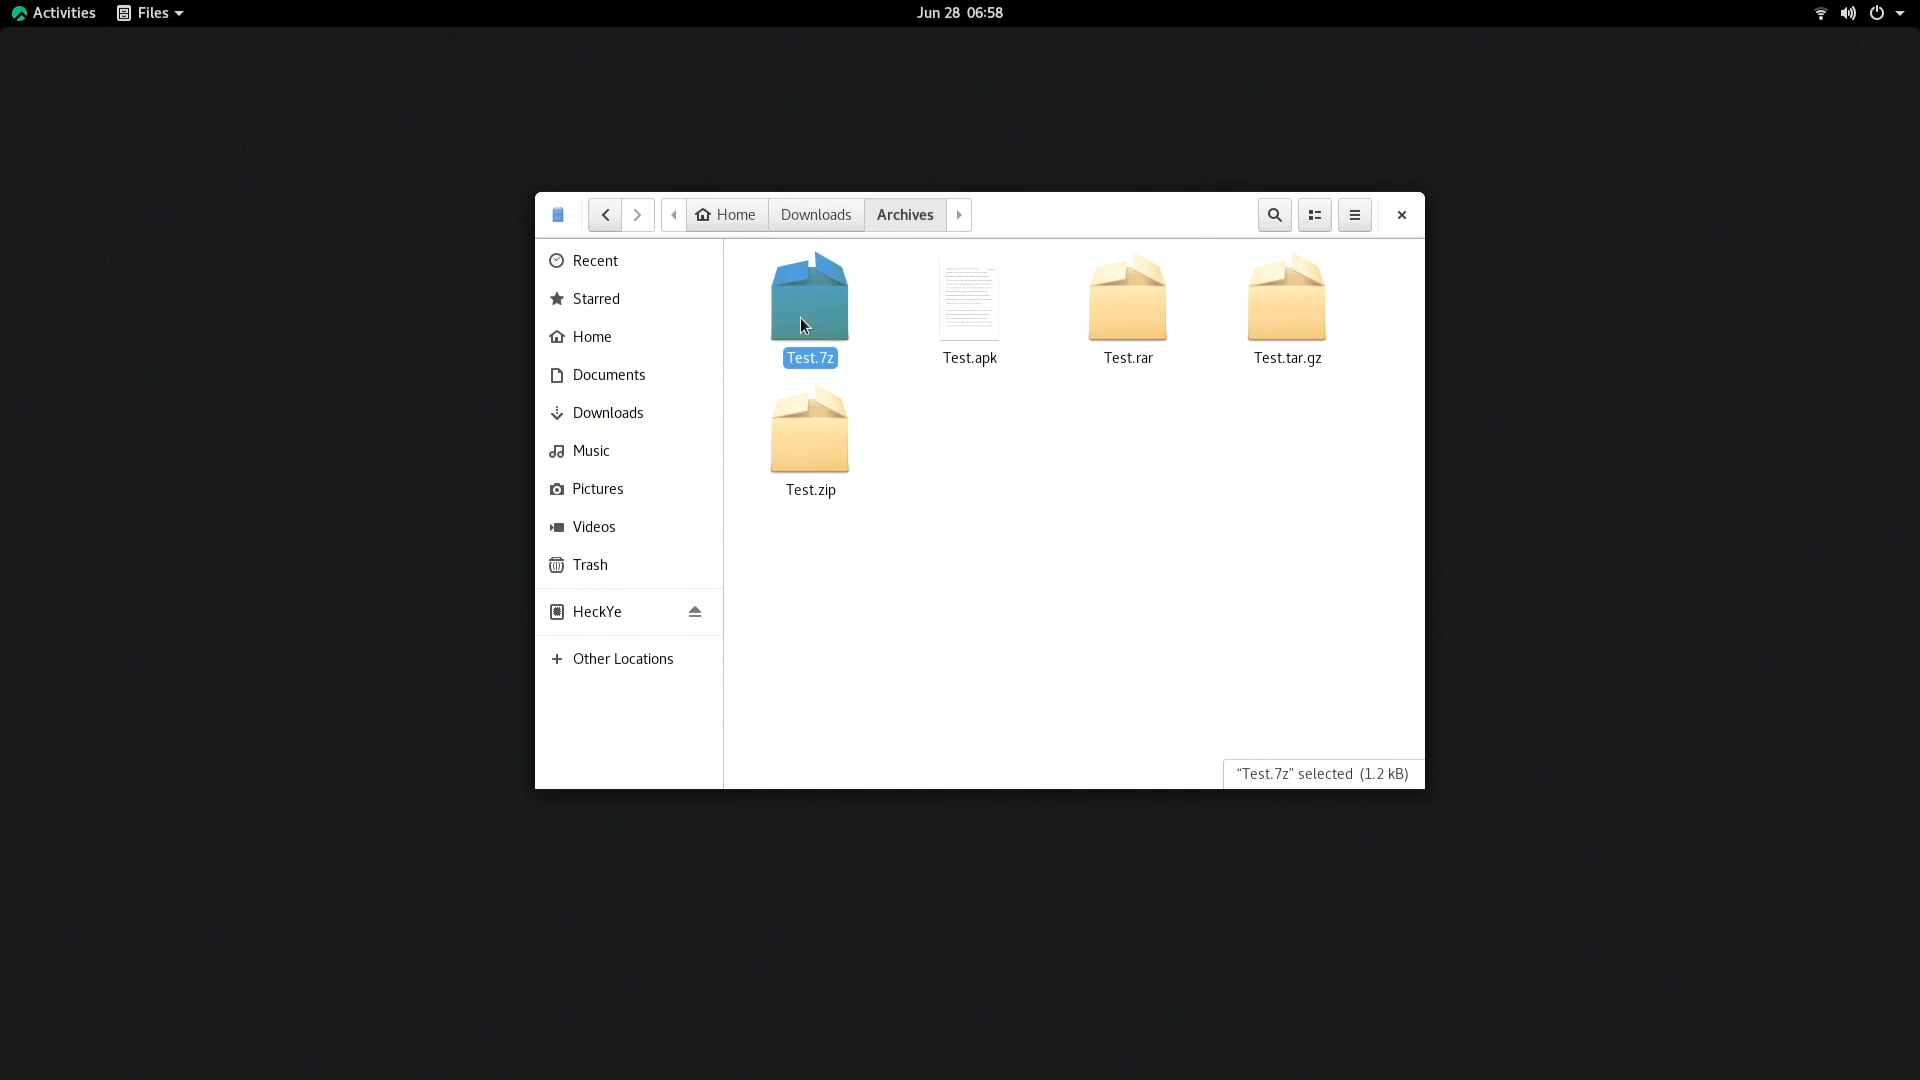 Activities
Files
Jun 28 06:58
Home
Downloads
Archives
Recent
Starred
Home
Documents
Downloads
Music
Pictures
Videos
Trash
HeckYe
Other Locations
Test.7z
Test.apk
Test.rar
Test.tar.gz
Test.zip
“Test.7z” selected (1.2 kB)